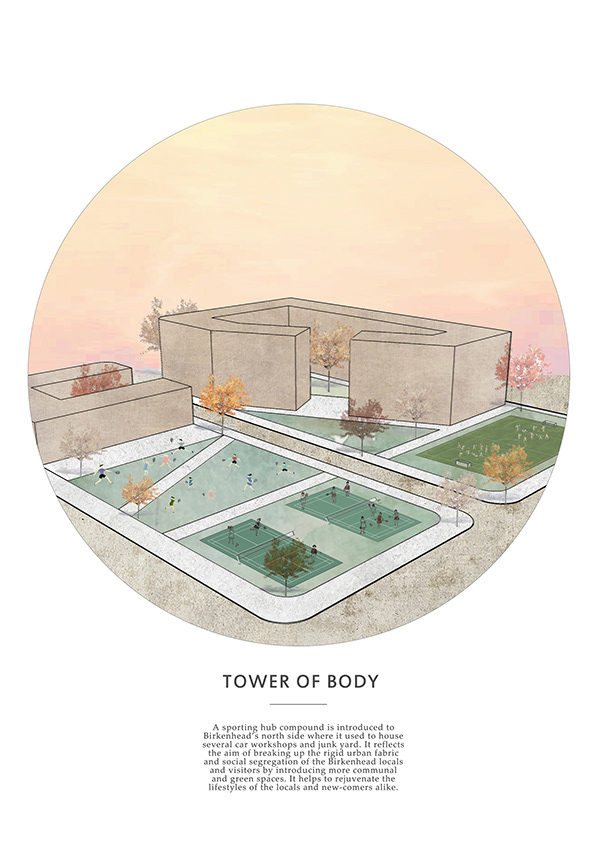 TOWER OF BODY
A sporting hub compound is introduced to
Birkenhead's north side where it used to house
several car workshops and junk yard. It reflects
the aim of breaking up the rigid urban fabric
and social segregation of the Birkenhead locals
and visitors by introducing more communal
and green spaces. It helps to rejuvenate the
lifestyles of the locals and new-comers alike.